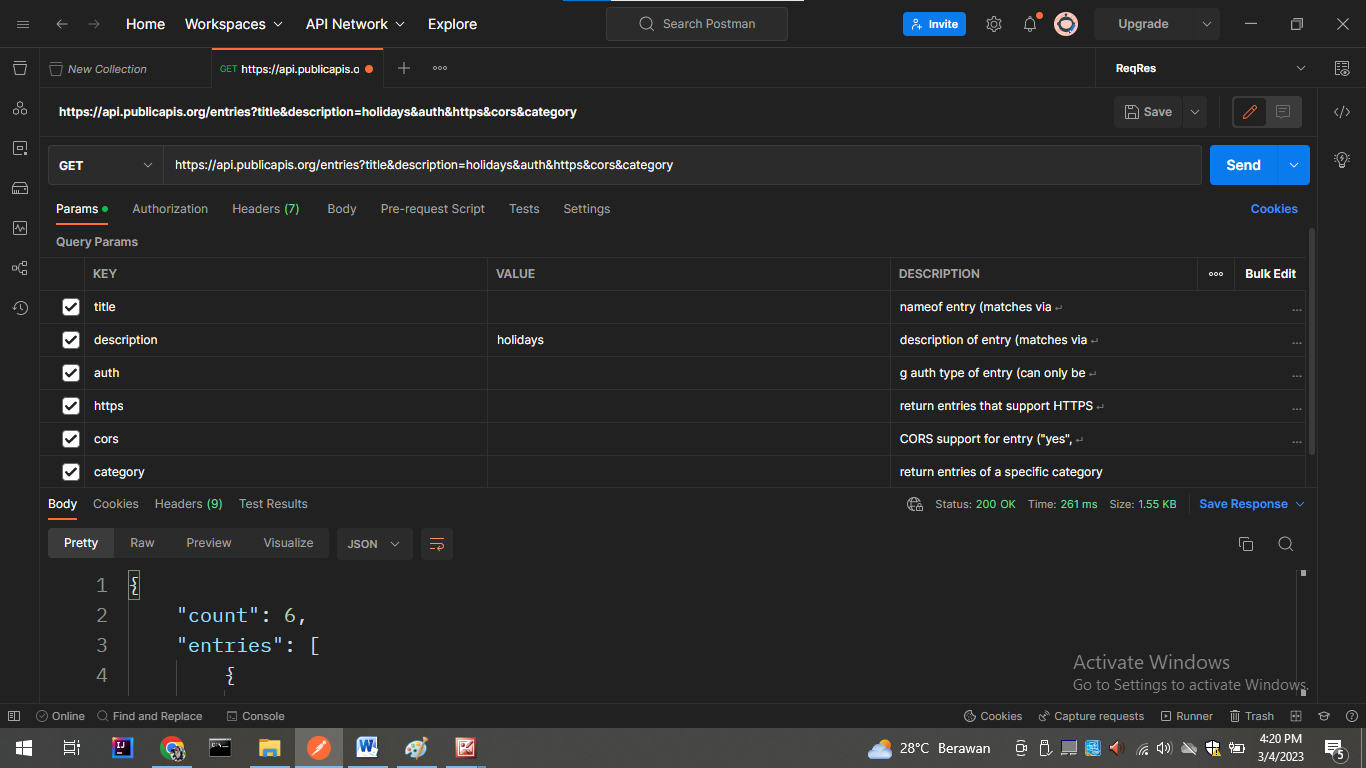 Home Workspaces API Network Explore Search Postman Invite Upgrade
New Collection GET https://api.publicapis.o ReqRes
https://api.publicapis.org/entries?title&description=holidays&auth&https&cors&category Save
GET https://api.publicapis.org/entries?title&description=holidays&auth&https&cors&category Send
Params Authorization Headers (7) Body Pre-request Script Tests Settings Cookies
Query Params
KEY VALUE DESCRIPTION Bulk Edit
title nameof entry (matches via ↵ ...
description holidays description of entry (matches via ↵ ...
auth g auth type of entry (can only be ↵ ...
https return entries that support HTTPS ↵ ...
cors CORS support for entry ("yes", ↵ ...
category return entries of a specific category
Body Cookies Headers (9) Test Results Status: 200 OK Time: 261 ms Size: 1.55 KB Save Response
Pretty Raw Preview Visualize JSON
1 {
2 "count": 6,
3 "entries": [
4 {
Activate Windows
Go to Settings to activate Windows.
Online Find and Replace Console Cookies Capture requests Runner Trash
28°C Berawan 4:20 PM
3/4/2023 5